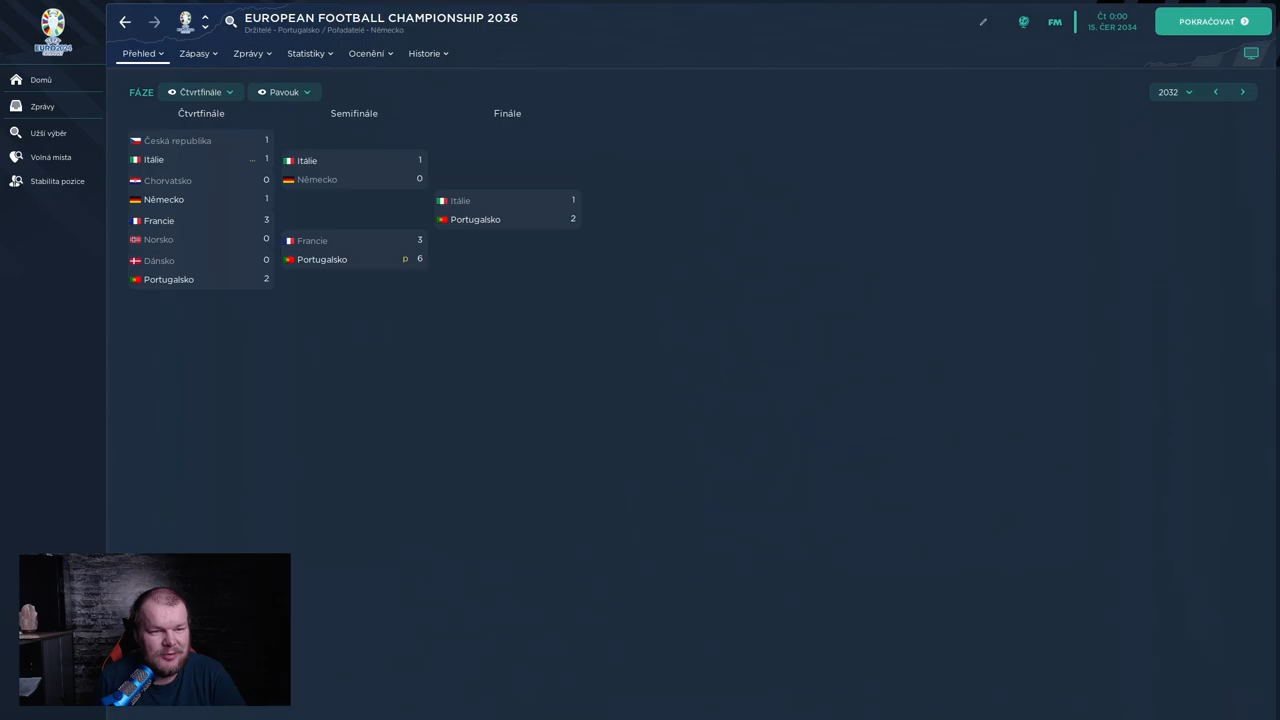 EURO2024
EUROPEAN FOOTBALL CHAMPIONSHIP 2036
Držitelé - Portugalsko / Pořadatelé - Německo
FM
Čt 0:00
15. ČER 2034
POKRAČOVAT
Přehled
Zápasy
Zprávy
Statistiky
Ocenění
Historie
Domů
Zprávy
Užší výběr
Volná místa
Stabilita pozice
FÁZE
Čtvrtfinále
Pavouk
2032
Čtvrtfinále
Semifinále
Finále
Česká republika 1
Itálie ... 1
Chorvatsko 0
Německo 1
Francie 3
Norsko 0
Dánsko 0
Portugalsko 2
Itálie 1
Německo 0
Francie 3
Portugalsko p 6
Itálie 1
Portugalsko 2